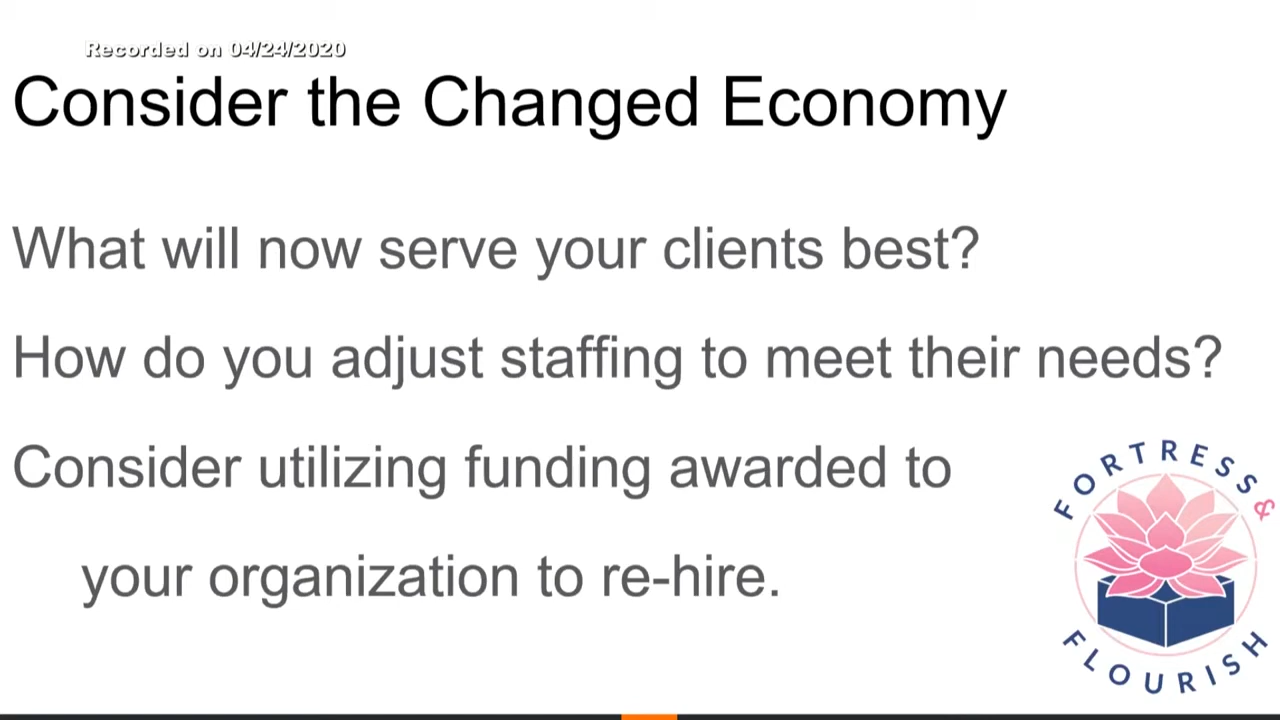 Recorded on 04/24/2020
Consider the Changed Economy
What will now serve your clients best?
How do you adjust staffing to meet their needs?
Consider utilizing funding awarded to
your organization to re-hire.
FORTRESS &
FLOURISH